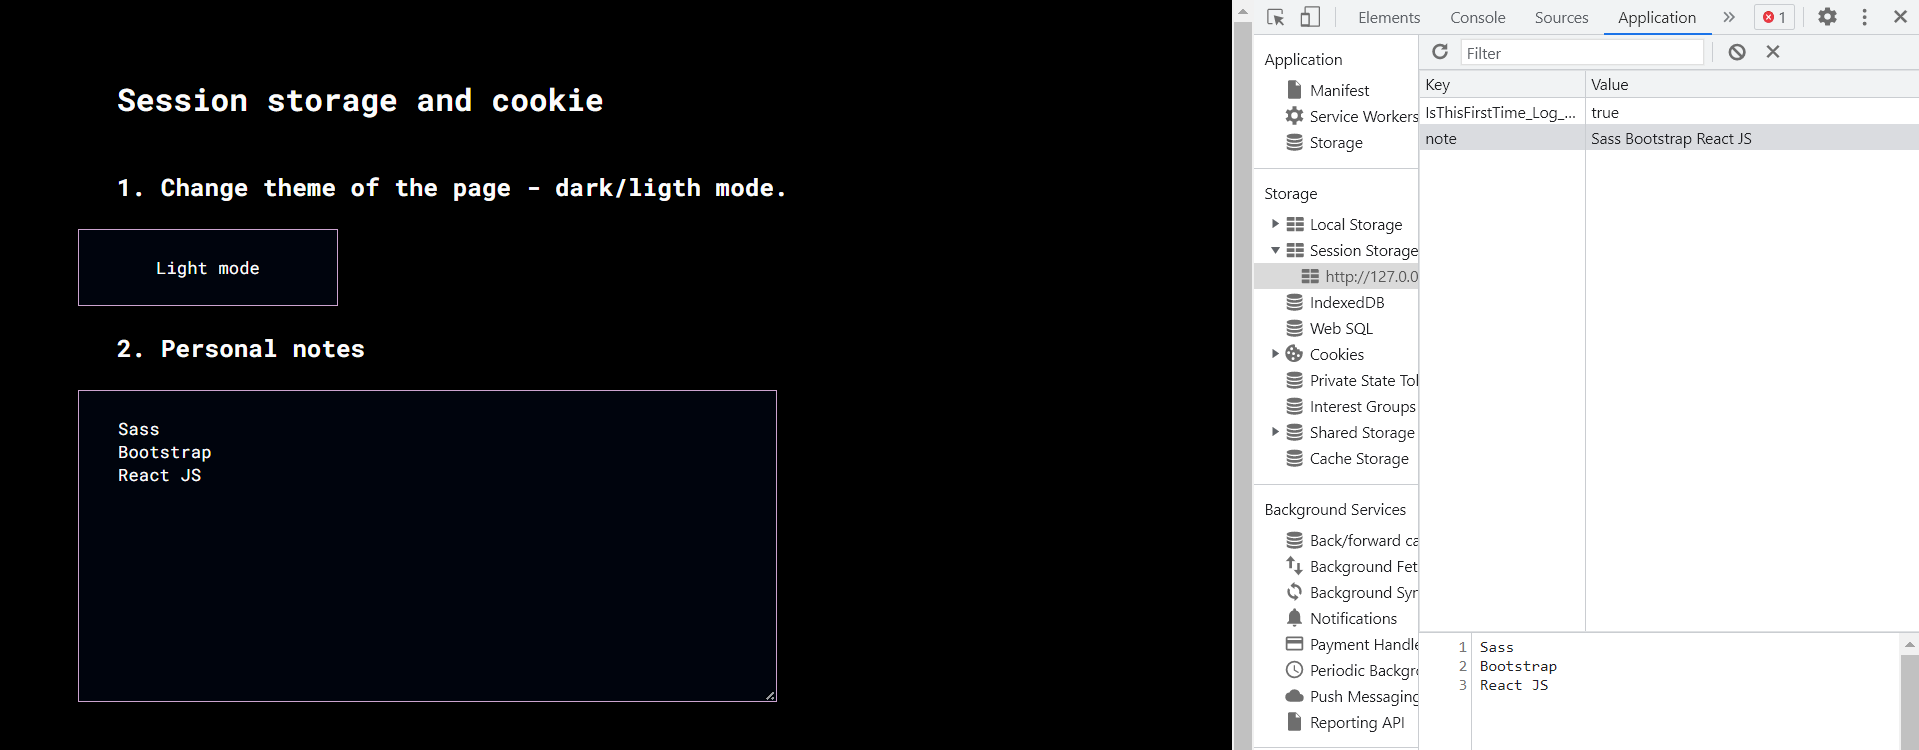 Session storage and cookie
1. Change theme of the page - dark/ligth mode.
Light mode
2. Personal notes
Sass
Bootstrap
React JS
Elements Console Sources Application 1
Application
Manifest
Service Workers
Storage
Storage
Local Storage
Session Storage
http://127.0.0
IndexedDB
Web SQL
Cookies
Private State Tol
Interest Groups
Shared Storage
Cache Storage
Background Services
Back/forward ca
Background Fet
Background Syn
Notifications
Payment Handle
Periodic Backgro
Push Messaging
Reporting API
Filter
Key Value
IsThisFirstTime_Log_... true
note Sass Bootstrap React JS
1 Sass
2 Bootstrap
3 React JS